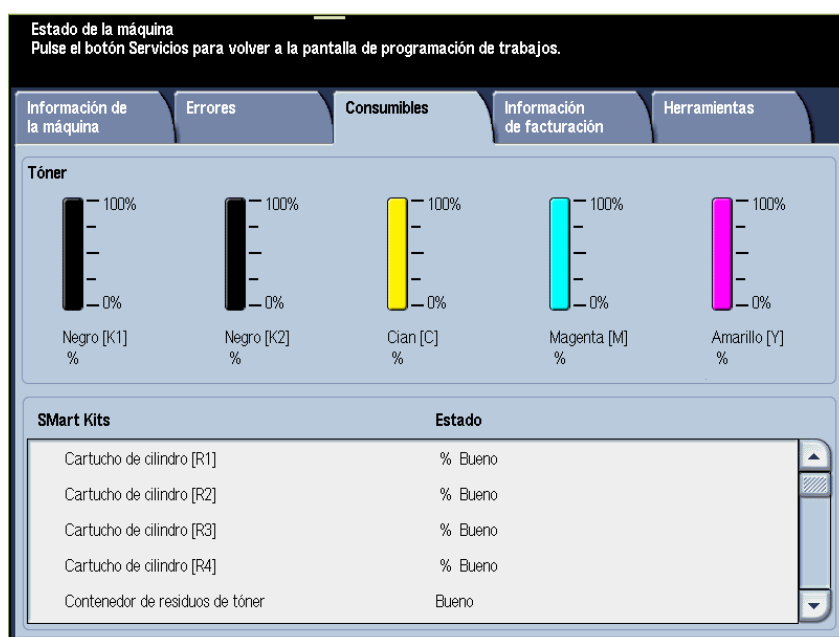 Estado de la máquina
Pulse el botón Servicios para volver a la pantalla de programación de trabajos.
Información de
la máquina
Errores
Consumibles
Información
de facturación
Herramientas
Tóner
100% 100% 100% 100% 100%
0% 0% 0% 0% 0%
Negro [K1] Negro [K2] Cian [C] Magenta [M] Amarillo [Y]
% % % % %
SMart Kits Estado
Cartucho de cilindro [R1] % Bueno
Cartucho de cilindro [R2] % Bueno
Cartucho de cilindro [R3] % Bueno
Cartucho de cilindro [R4] % Bueno
Contenedor de residuos de tóner Bueno